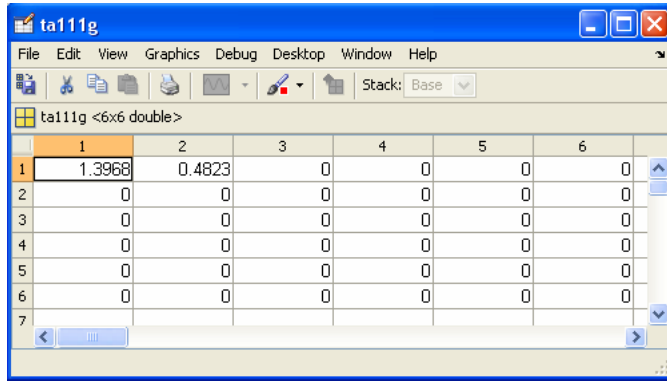 ta111g
File Edit View Graphics Debug Desktop Window Help
Stack: Base
ta111g <6x6 double>
1 2 3 4 5 6
1 1.3968 0.4823 0 0 0 0
2 0 0 0 0 0 0
3 0 0 0 0 0 0
4 0 0 0 0 0 0
5 0 0 0 0 0 0
6 0 0 0 0 0 0
7